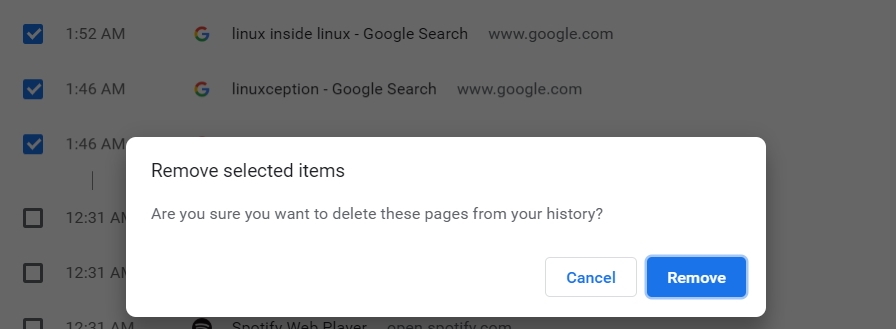 1:52 AM linux inside linux - Google Search www.google.com
1:46 AM linuxception - Google Search www.google.com
1:46 AM
Remove selected items
Are you sure you want to delete these pages from your history?
12:31 AM
12:31 AM
Cancel Remove
12:31 AM Spotify Web Player open.spotify.com